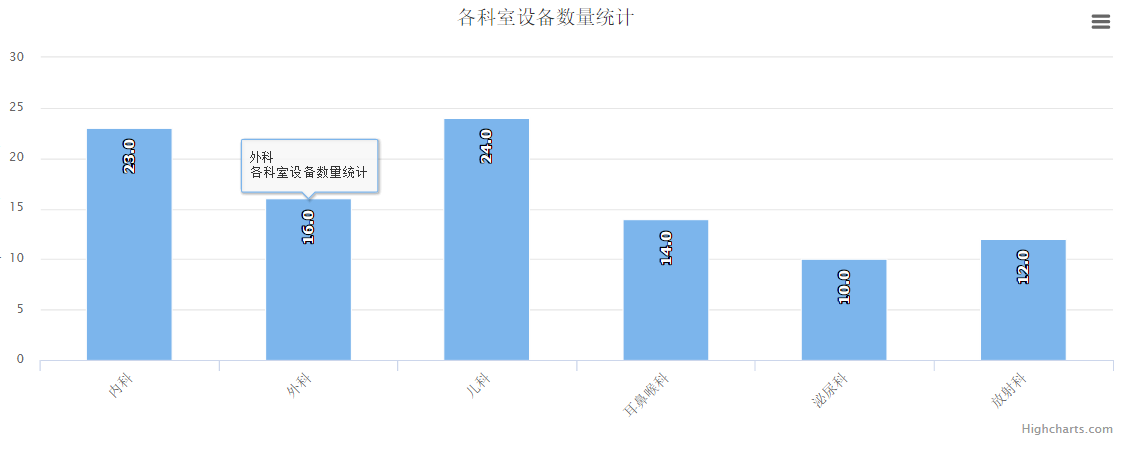 各科室设备数量统计
30
25
20
15
10
5
0
23.0
16.0
24.0
14.0
10.0
12.0
外科
各科室设备数量统计
内科
外科
儿科
耳鼻喉科
泌尿科
放射科
Highcharts.com